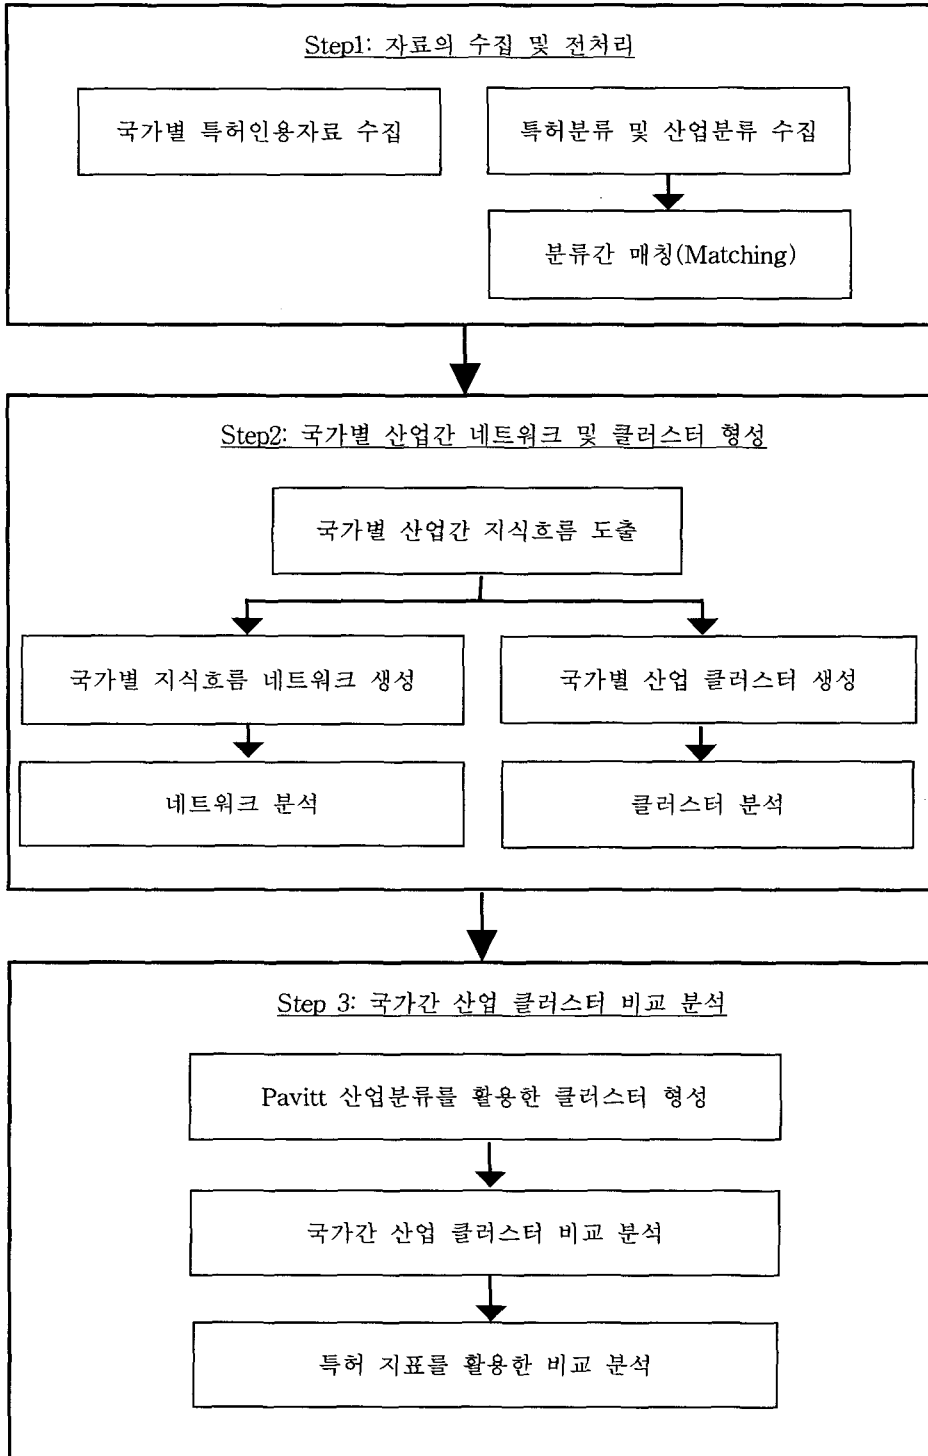 Step1: 자료의 수집 및 전처리
국가별 특허인용자료 수집
특허분류 및 산업분류 수집
분류간 매칭(Matching)
Step2: 국가별 산업간 네트워크 및 클러스터 형성
국가별 산업간 지식흐름 도출
국가별 지식흐름 네트워크 생성
국가별 산업 클러스터 생성
네트워크 분석
클러스터 분석
Step 3: 국가간 산업 클러스터 비교 분석
Pavitt 산업분류를 활용한 클러스터 형성
국가간 산업 클러스터 비교 분석
특허 지표를 활용한 비교 분석